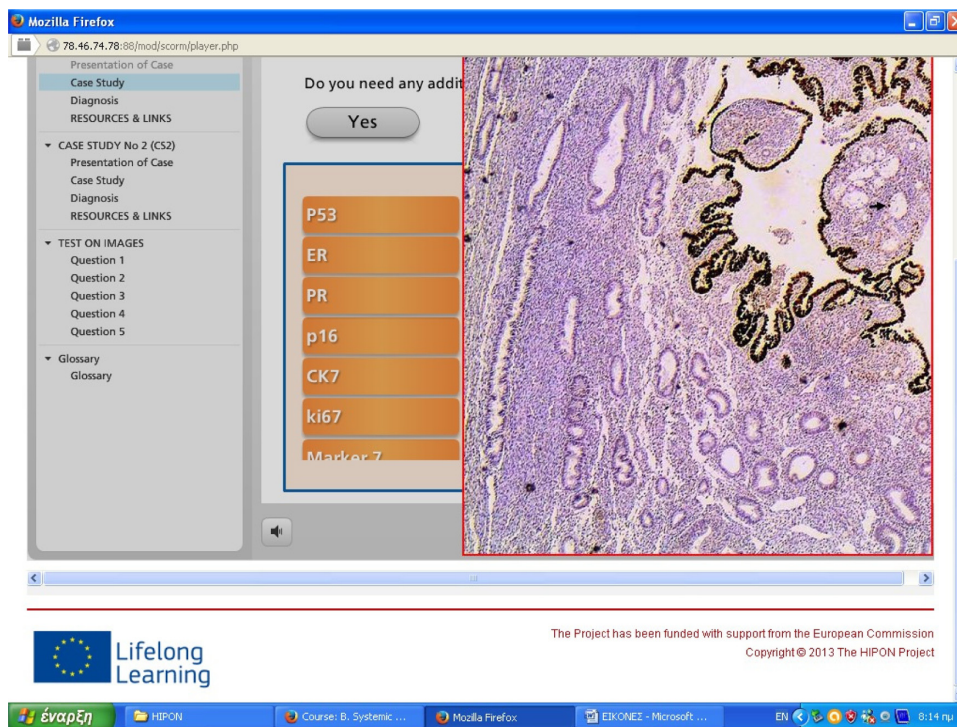 Mozilla Firefox
78.46.74.78:88/mod/scorm/player.php
Presentation of Case
Case Study
Diagnosis
RESOURCES & LINKS
CASE STUDY No 2 (CS2)
Presentation of Case
Case Study
Diagnosis
RESOURCES & LINKS
TEST ON IMAGES
Question 1
Question 2
Question 3
Question 4
Question 5
Glossary
Glossary
Do you need any addit
Yes
P53
ER
PR
p16
CK7
ki67
Marker 7
The Project has been funded with support from the European Commission
Copyright © 2013 The HIPON Project
Lifelong
Learning
έναρξη
HIPON
Course: B. Systemic ...
Mozilla Firefox
ΕΙΚΟΝΕΣ - Microsoft ...
EN
8:14 πμ